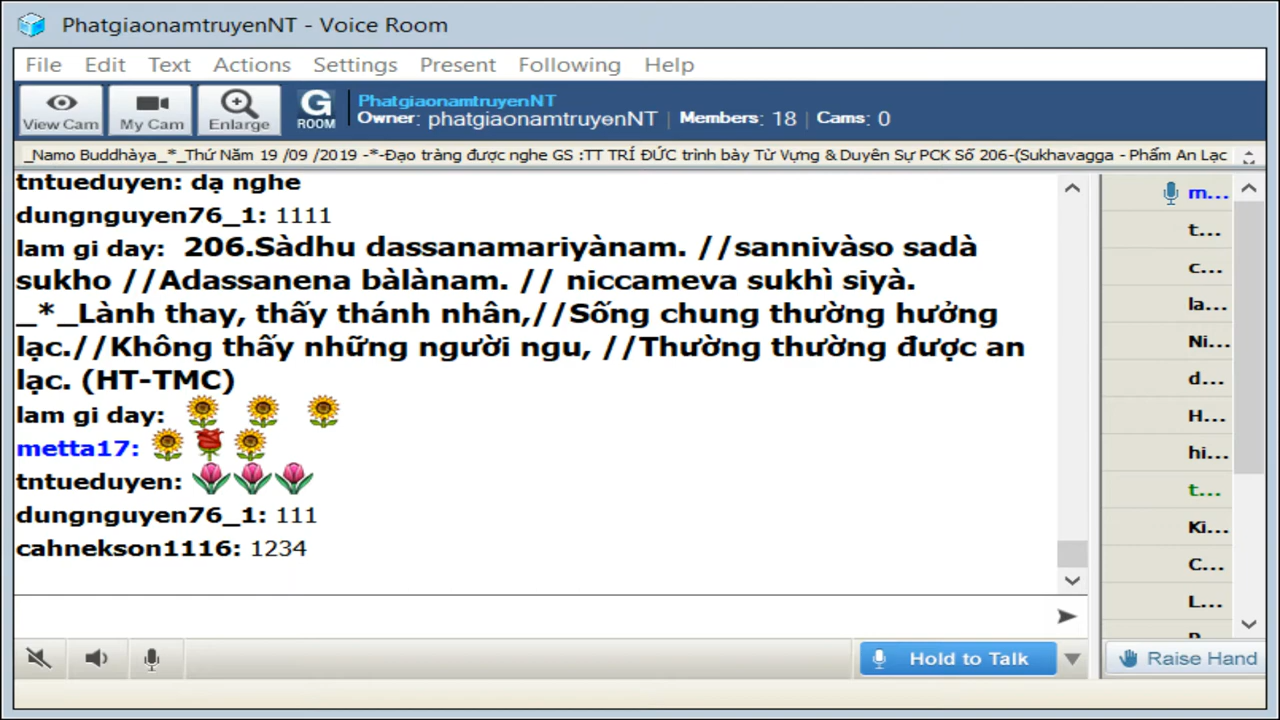 PhatgiaonamtruyenNT - Voice Room
File Edit Text Actions Settings Present Following Help
View Cam My Cam Enlarge G ROOM
PhatgiaonamtruyenNT
Owner: phatgiaonamtruyenNT | Members: 18 | Cams: 0
_Namo Buddhàya_*_Thứ Năm 19 /09 /2019 -*-Đạo tràng được nghe GS :TT TRÍ ĐỨC trình bày Từ Vựng & Duyên Sự PCK Số 206-(Sukhavagga - Phẩm An Lạc
tntueduyen: dạ nghe
dungnguyen76_1: 1111
lam gi day: 206.Sàdhu dassanamariyànam. //sannivàso sadà
sukho //Adassanena bàlànam. // niccameva sukhì siyà.
_*_Lành thay, thấy thánh nhân,//Sống chung thường hưởng
lạc.//Không thấy những người ngu, //Thường thường được an
lạc. (HT-TMC)
lam gi day:
metta17:
tntueduyen:
dungnguyen76_1: 111
cahnekson1116: 1234
m...
t...
c...
la...
Ni...
d...
H...
hi...
t...
Ki...
C...
L...
Hold to Talk
Raise Hand